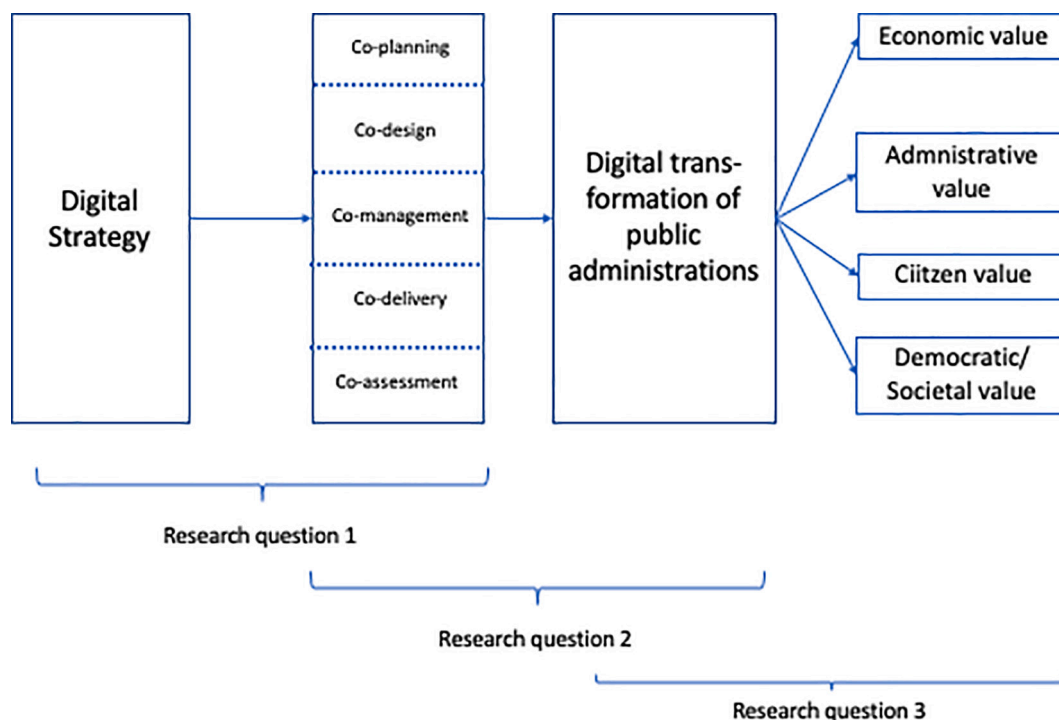 Digital
Strategy
Co-planning
Co-design
Co-management
Co-delivery
Co-assessment
Digital trans-
formation of
public
administrations
Economic value
Admnistrative
value
Ciitzen value
Democratic/
Societal value
Research question 1
Research question 2
Research question 3